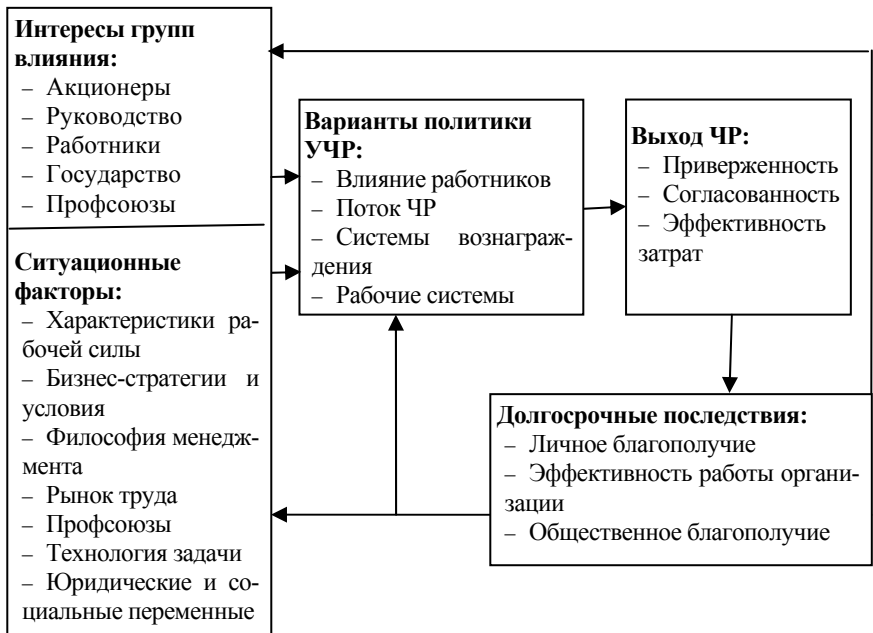 Интересы групп
влияния:
– Акционеры
– Руководство
– Работники
– Государство
– Профсоюзы
Ситуационные
факторы:
– Характеристики ра-
бочей силы
– Бизнес-стратегии и
условия
– Философия менедж-
мента
– Рынок труда
– Профсоюзы
– Технология задачи
– Юридические и со-
циальные переменные
Варианты политики
УЧР:
– Влияние работников
– Поток ЧР
– Системы вознаграж-
дения
– Рабочие системы
Выход ЧР:
– Приверженность
– Согласованность
– Эффективность
затрат
Долгосрочные последствия:
– Личное благополучие
– Эффективность работы органи-
зации
– Общественное благополучие